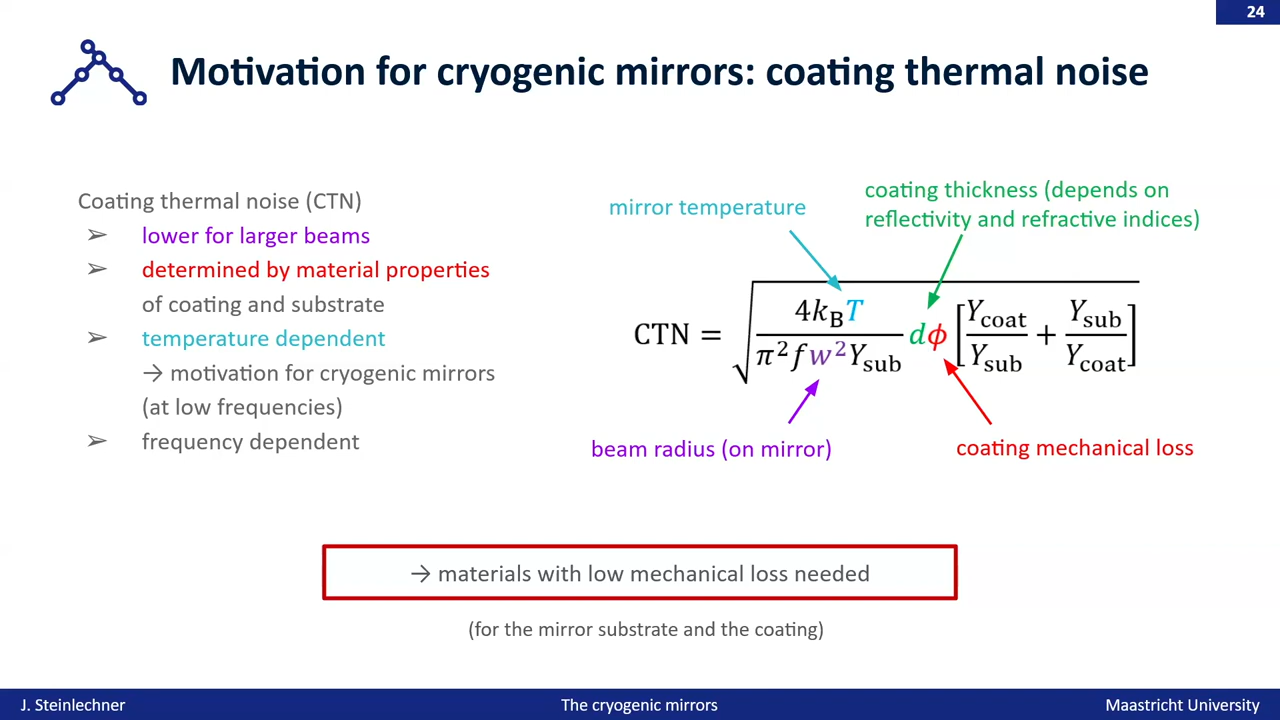 24
Motivation for cryogenic mirrors: coating thermal noise
Coating thermal noise (CTN)
➢ lower for larger beams
➢ determined by material properties
of coating and substrate
➢ temperature dependent
→ motivation for cryogenic mirrors
(at low frequencies)
➢ frequency dependent
mirror temperature
coating thickness (depends on
reflectivity and refractive indices)
CTN = √(4k_B T / (π² f w² Y_sub) dϕ [Y_coat / Y_sub + Y_sub / Y_coat])
beam radius (on mirror)
coating mechanical loss
→ materials with low mechanical loss needed
(for the mirror substrate and the coating)
J. Steinlechner
The cryogenic mirrors
Maastricht University